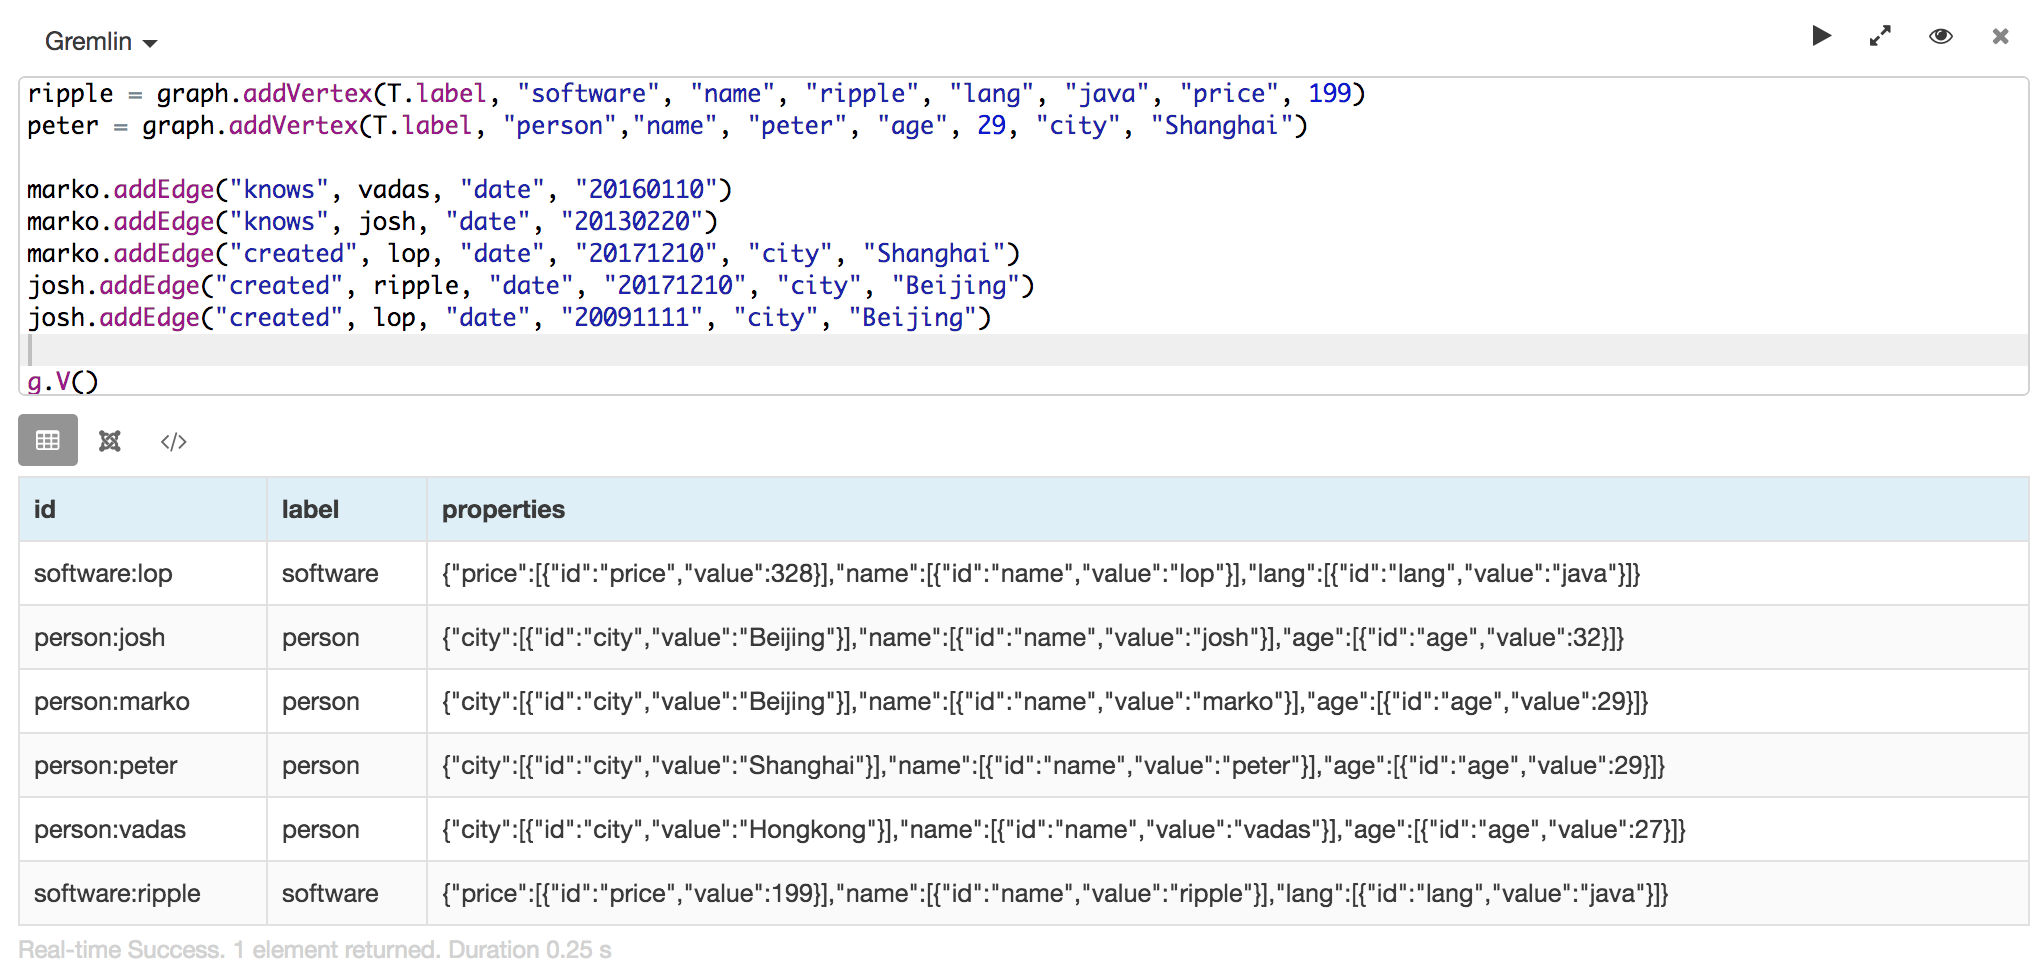 Gremlin
ripple = graph.addVertex(T.label, "software", "name", "ripple", "lang", "java", "price", 199)
peter = graph.addVertex(T.label, "person","name", "peter", "age", 29, "city", "Shanghai")
marko.addEdge("knows", vadas, "date", "20160110")
marko.addEdge("knows", josh, "date", "20130220")
marko.addEdge("created", lop, "date", "20171210", "city", "Shanghai")
josh.addEdge("created", ripple, "date", "20171210", "city", "Beijing")
josh.addEdge("created", lop, "date", "20091111", "city", "Beijing")
g.V()
</>
id label properties
software:lop software {"price":[{"id":"price","value":328}],"name":[{"id":"name","value":"lop"}],"lang":[{"id":"lang","value":"java"}]}
person:josh person {"city":[{"id":"city","value":"Beijing"}],"name":[{"id":"name","value":"josh"}],"age":[{"id":"age","value":32}]}
person:marko person {"city":[{"id":"city","value":"Beijing"}],"name":[{"id":"name","value":"marko"}],"age":[{"id":"age","value":29}]}
person:peter person {"city":[{"id":"city","value":"Shanghai"}],"name":[{"id":"name","value":"peter"}],"age":[{"id":"age","value":29}]}
person:vadas person {"city":[{"id":"city","value":"Hongkong"}],"name":[{"id":"name","value":"vadas"}],"age":[{"id":"age","value":27}]}
software:ripple software {"price":[{"id":"price","value":199}],"name":[{"id":"name","value":"ripple"}],"lang":[{"id":"lang","value":"java"}]}
Real-time Success. 1 element returned. Duration 0.25 s